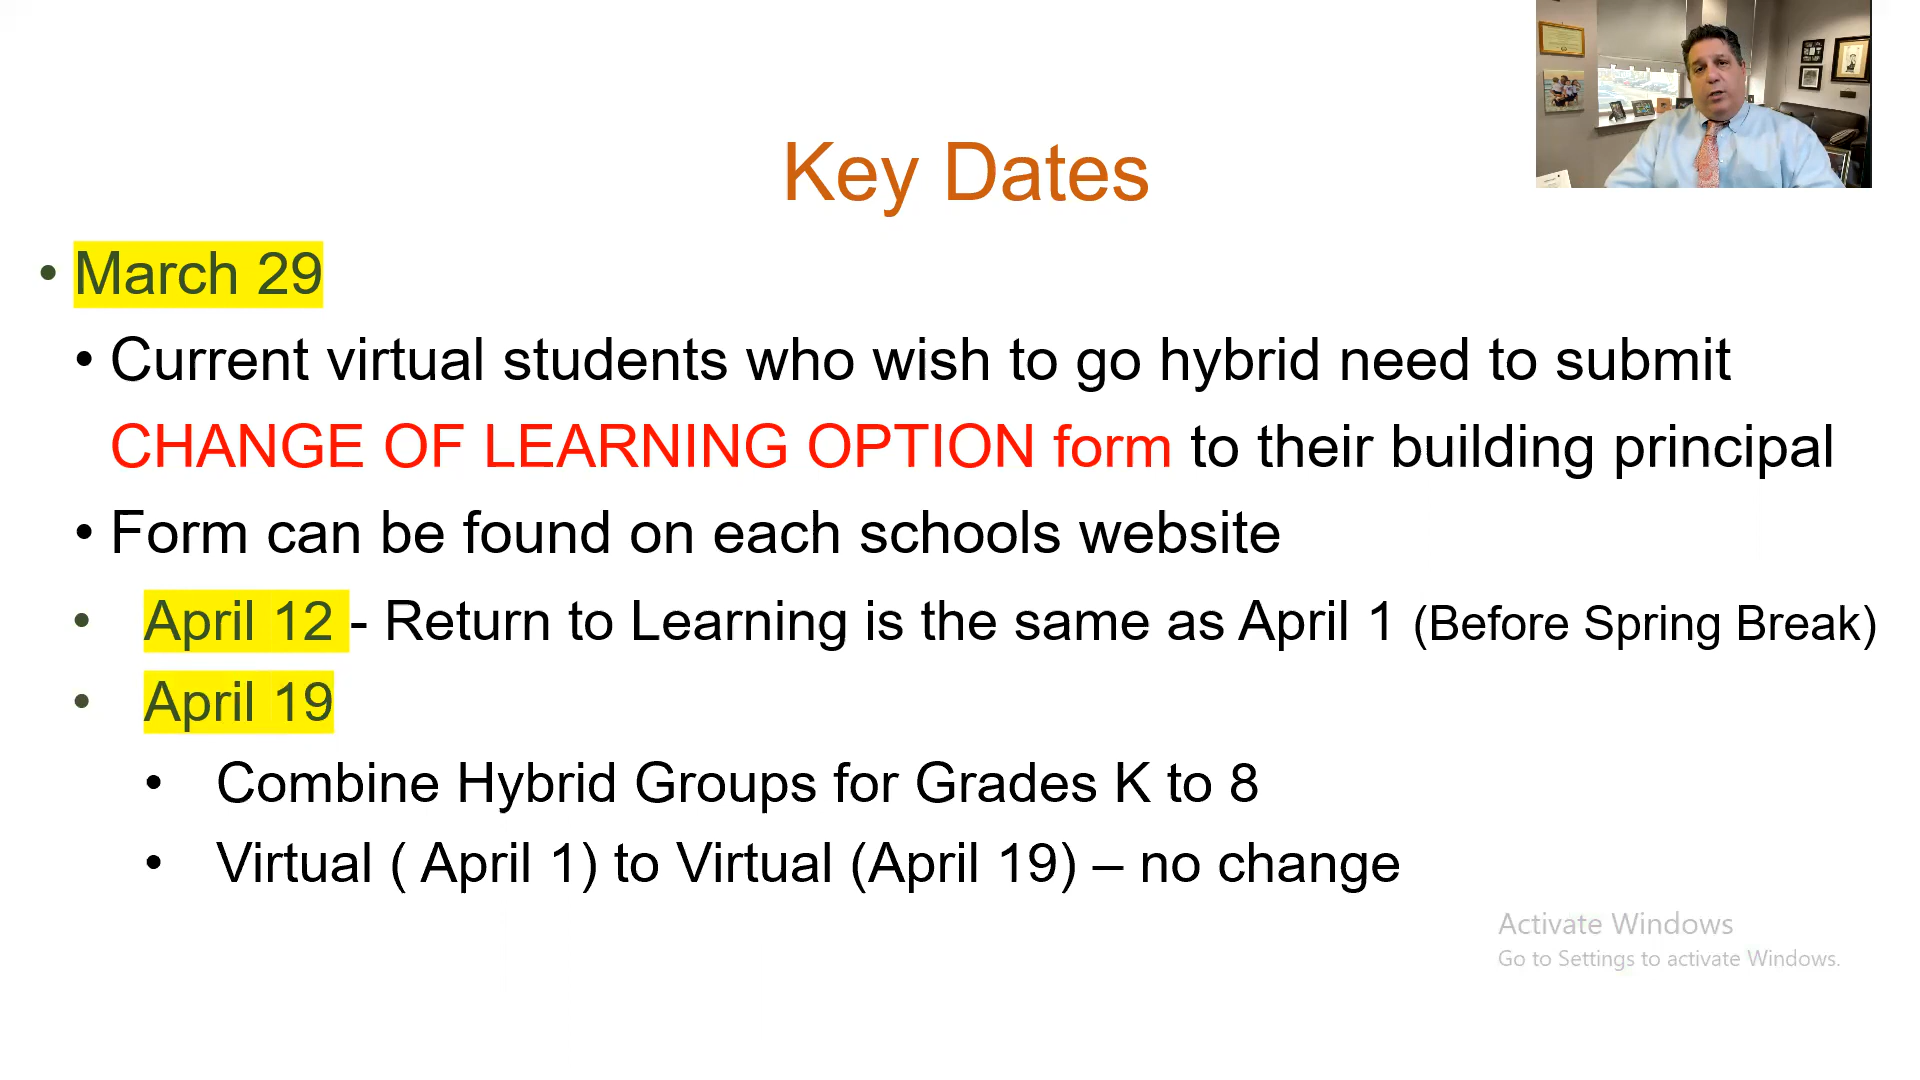 Key Dates
• March 29
• Current virtual students who wish to go hybrid need to submit
CHANGE OF LEARNING OPTION form to their building principal
• Form can be found on each schools website
• April 12 - Return to Learning is the same as April 1 (Before Spring Break)
• April 19
• Combine Hybrid Groups for Grades K to 8
• Virtual ( April 1) to Virtual (April 19) – no change
Activate Windows
Go to Settings to activate Windows.